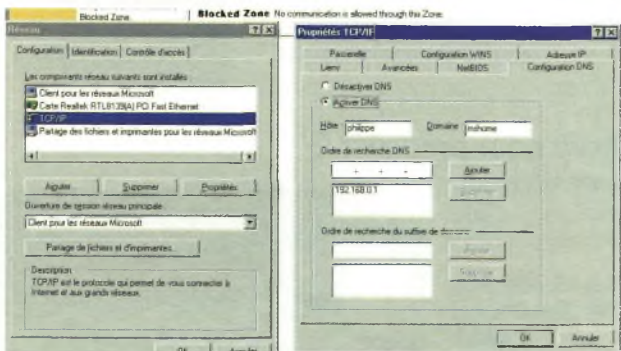 Blocked Zone
Blocked Zone No communication is allowed through this Zone.
Réseau
Configuration Identification Contrôle d'accès
Les composants réseau suivants sont installés :
Client pour les réseaux Microsoft
Carte Realtek RTL8139(A) PCI Fast Ethernet
TCP/IP
Partage des fichiers et imprimantes pour les réseaux Microsoft
Ajouter... Supprimer Propriétés
Ouverture de session réseau principale :
Client pour les réseaux Microsoft
Partage de fichiers et d'imprimantes...
Description
TCP/IP est le protocole qui permet de vous connecter à
Internet et aux grands réseaux.
OK Annuler
Propriétés TCP/IP
Passerelle Configuration WINS Adresse IP
Liens Avancées NetBIOS Configuration DNS
Désactiver DNS
Activer DNS
Hôte : philippe Domaine :
Ordre de recherche DNS
Ajouter
192.168.0.1
Supprimer
Ordre de recherche du suffixe de domaine
Ajouter
Supprimer
OK Annuler